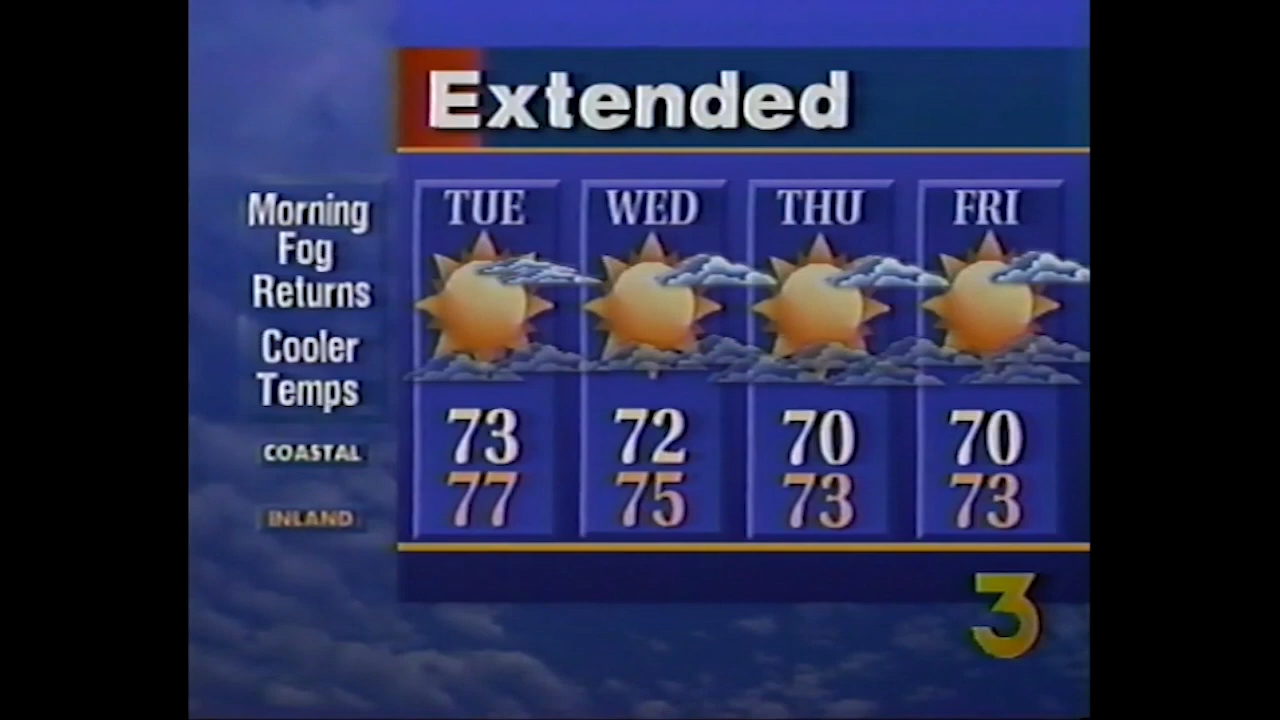 Extended
Morning
Fog
Returns
Cooler
Temps
TUE WED THU FRI
COASTAL 73 72 70 70
INLAND 77 75 73 73
3